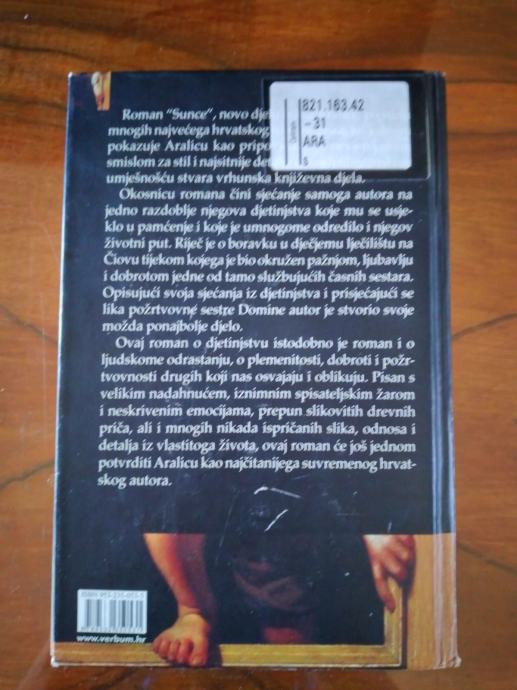 Roman "Sunce", novo dje
mnogih najvećega hrvatskog
pokazuje Aralicu kao pripo
smislom za stil i najsitnije de
umješnošću stvara vrhunska književna djela.
Okosnicu romana čini sjećanje samoga autora na
jedno razdoblje njegova djetinjstva koje mu se usje-
klo u pamćenje i koje je umnogome odredilo i njegov
životni put. Riječ je o boravku u dječjemu lječilištu na
Čiovu tijekom kojega je bio okružen pažnjom, ljubavlju
i dobrotom jedne od tamo službujućih časnih sestara.
Opisujući svoja sjećanja iz djetinjstva i prisjećajući se
lika požrtvovne sestre Domine autor je stvorio svoje
možda ponajbolje djelo.
Ovaj roman o djetinjstvu istodobno je roman i o
ljudskome odrastanju, o plemenitosti, dobroti i požr-
tvovnosti drugih koji nas osvajaju i oblikuju. Pisan s
velikim nadahnućem, iznimnim spisateljskim žarom
i neskrivenim emocijama, prepun slikovitih drevnih
priča, ali i mnogih nikada ispričanih slika, odnosa i
detalja iz vlastitoga života, ovaj roman će još jednom
potvrditi Aralicu kao najčitanijega suvremenog hrvat-
skog autora.
821.163.42
-31
ARA
s
www.verbum.hr